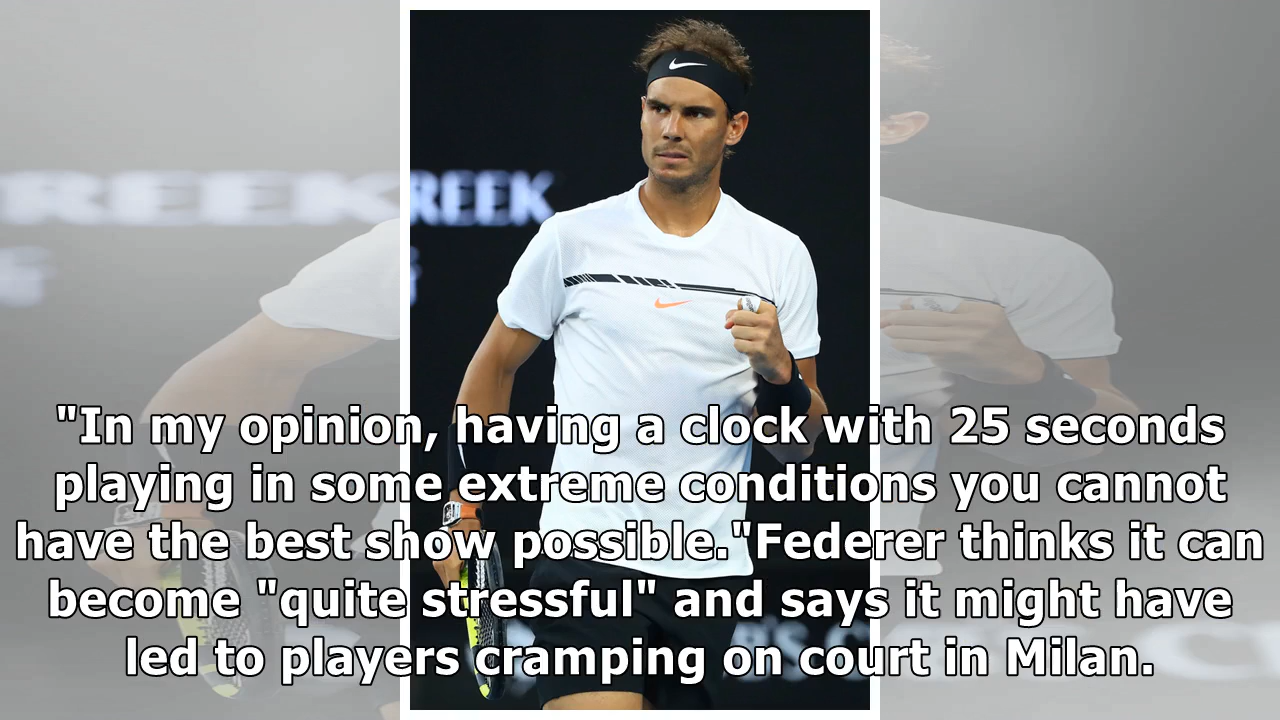 REEK
REEK
"In my opinion, having a clock with 25 seconds
playing in some extreme conditions you cannot
have the best show possible."Federer thinks it can
become "quite stressful" and says it might have
led to players cramping on court in Milan.